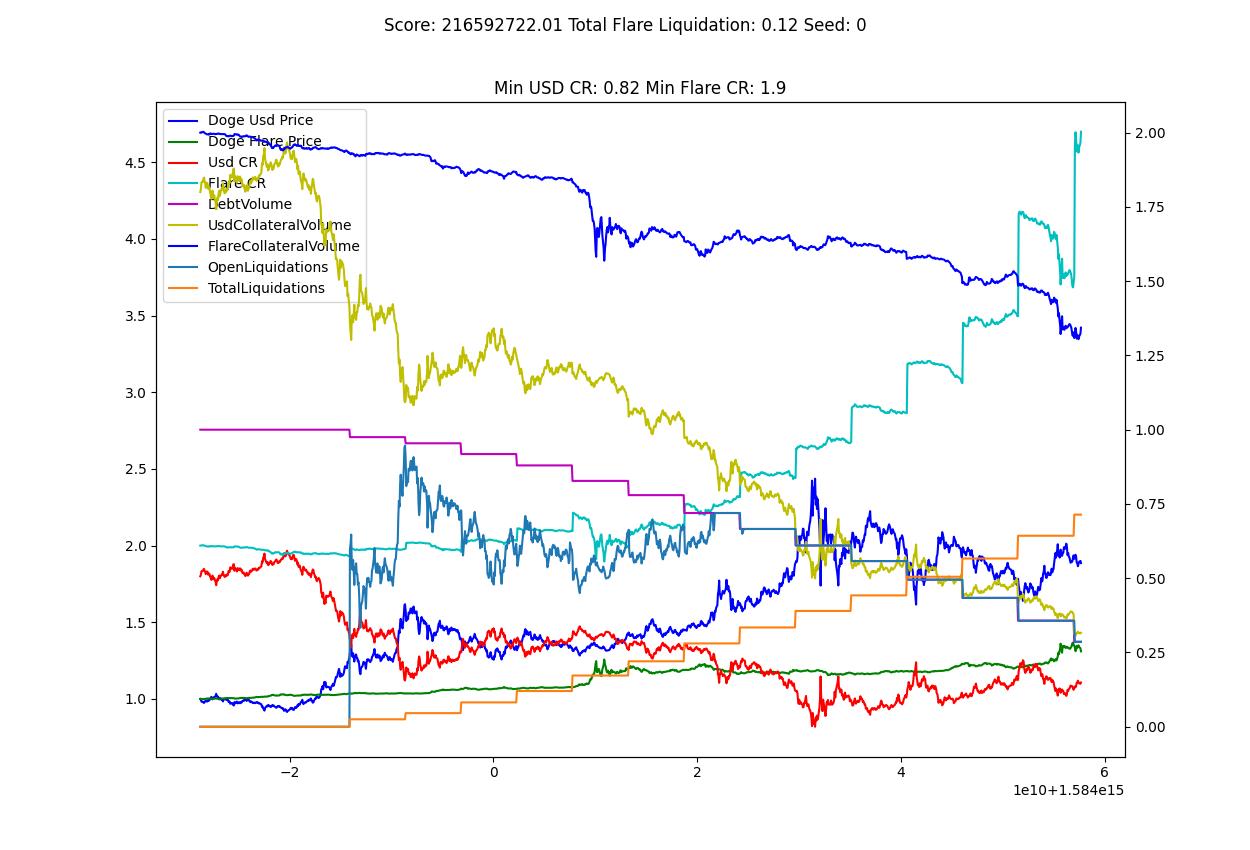 Score: 216592722.01 Total Flare Liquidation: 0.12 Seed: 0
Min USD CR: 0.82 Min Flare CR: 1.9
Doge Usd Price
Doge Flare Price
Usd CR
Flare CR
DebtVolume
UsdCollateralVolume
FlareCollateralVolume
OpenLiquidations
TotalLiquidations
4.5
4.0
3.5
3.0
2.5
2.0
1.5
1.0
2.00
1.75
1.50
1.25
1.00
0.75
0.50
0.25
0.00
−2 0 2 4 6
1e10+1.584e15